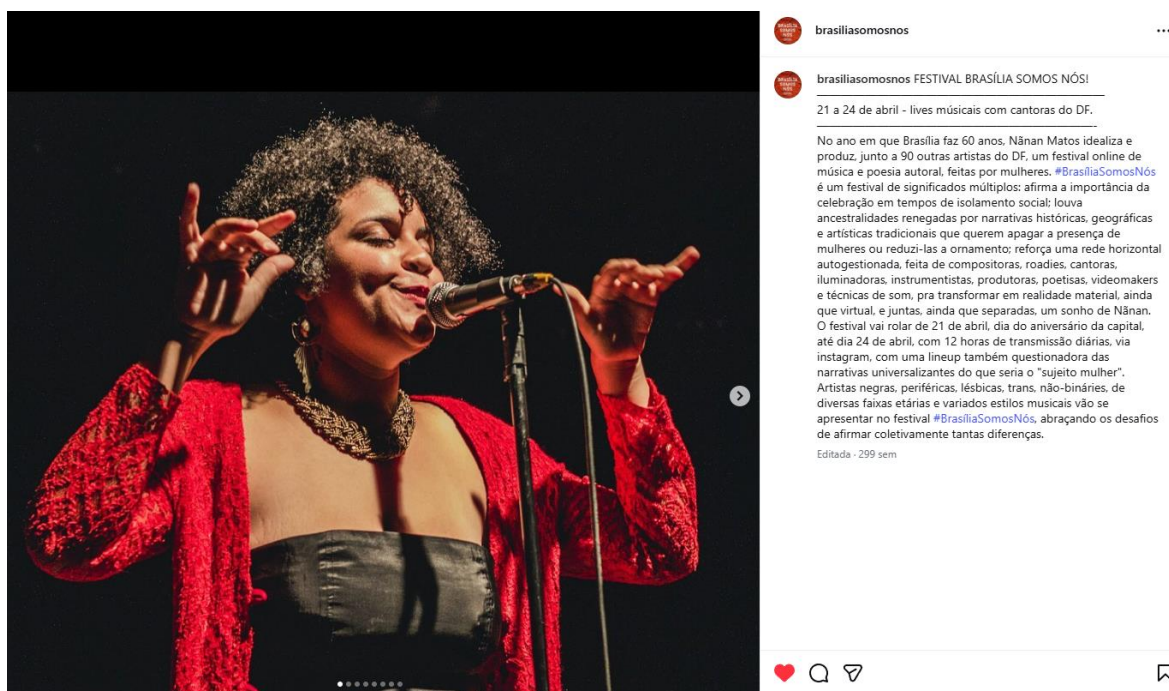 brasiliasomosnos
brasiliasomosnos FESTIVAL BRASÍLIA SOMOS NÓS!
21 a 24 de abril - lives músicais com cantoras do DF.
No ano em que Brasília faz 60 anos, Nãnan Matos idealiza e
produz, junto a 90 outras artistas do DF, um festival online de
música e poesia autoral, feitas por mulheres. #BrasíliaSomosNós
é um festival de significados múltiplos: afirma a importância da
celebração em tempos de isolamento social; louva
ancestralidades renegadas por narrativas históricas, geográficas
e artísticas tradicionais que querem apagar a presença de
mulheres ou reduzi-las a ornamento; reforça uma rede horizontal
autogestionada, feita de compositoras, roadies, cantoras,
iluminadoras, instrumentistas, produtoras, poetisas, videomakers
e técnicas de som, pra transformar em realidade material, ainda
que virtual, e juntas, ainda que separadas, um sonho de Nãnan.
O festival vai rolar de 21 de abril, dia do aniversário da capital,
até dia 24 de abril, com 12 horas de transmissão diárias, via
instagram, com uma lineup também questionadora das
narrativas universalizantes do que seria o "sujeito mulher".
Artistas negras, periféricas, lésbicas, trans, não-bináries, de
diversas faixas etárias e variados estilos musicais vão se
apresentar no festival #BrasíliaSomosNós, abraçando os desafios
de afirmar coletivamente tantas diferenças.
Editada · 299 sem